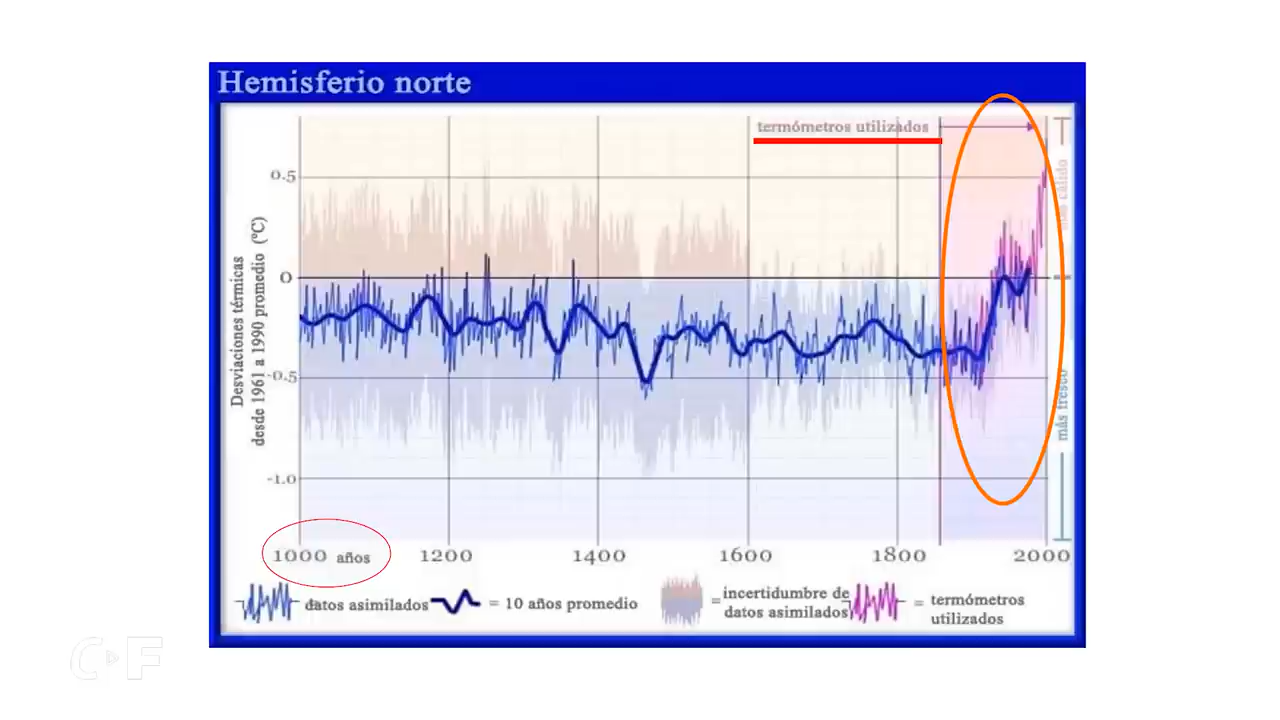 Hemisferio norte
termómetros utilizados
0.5
0
-0.5
-1.0
Desviaciones térmicas
desde 1961 a 1990 promedio (ºC)
más cálido
más fresco
1000 años 1200 1400 1600 1800 2000
datos asimilados
= 10 años promedio
= incertidumbre de
datos asimilados
= termómetros
utilizados
CF